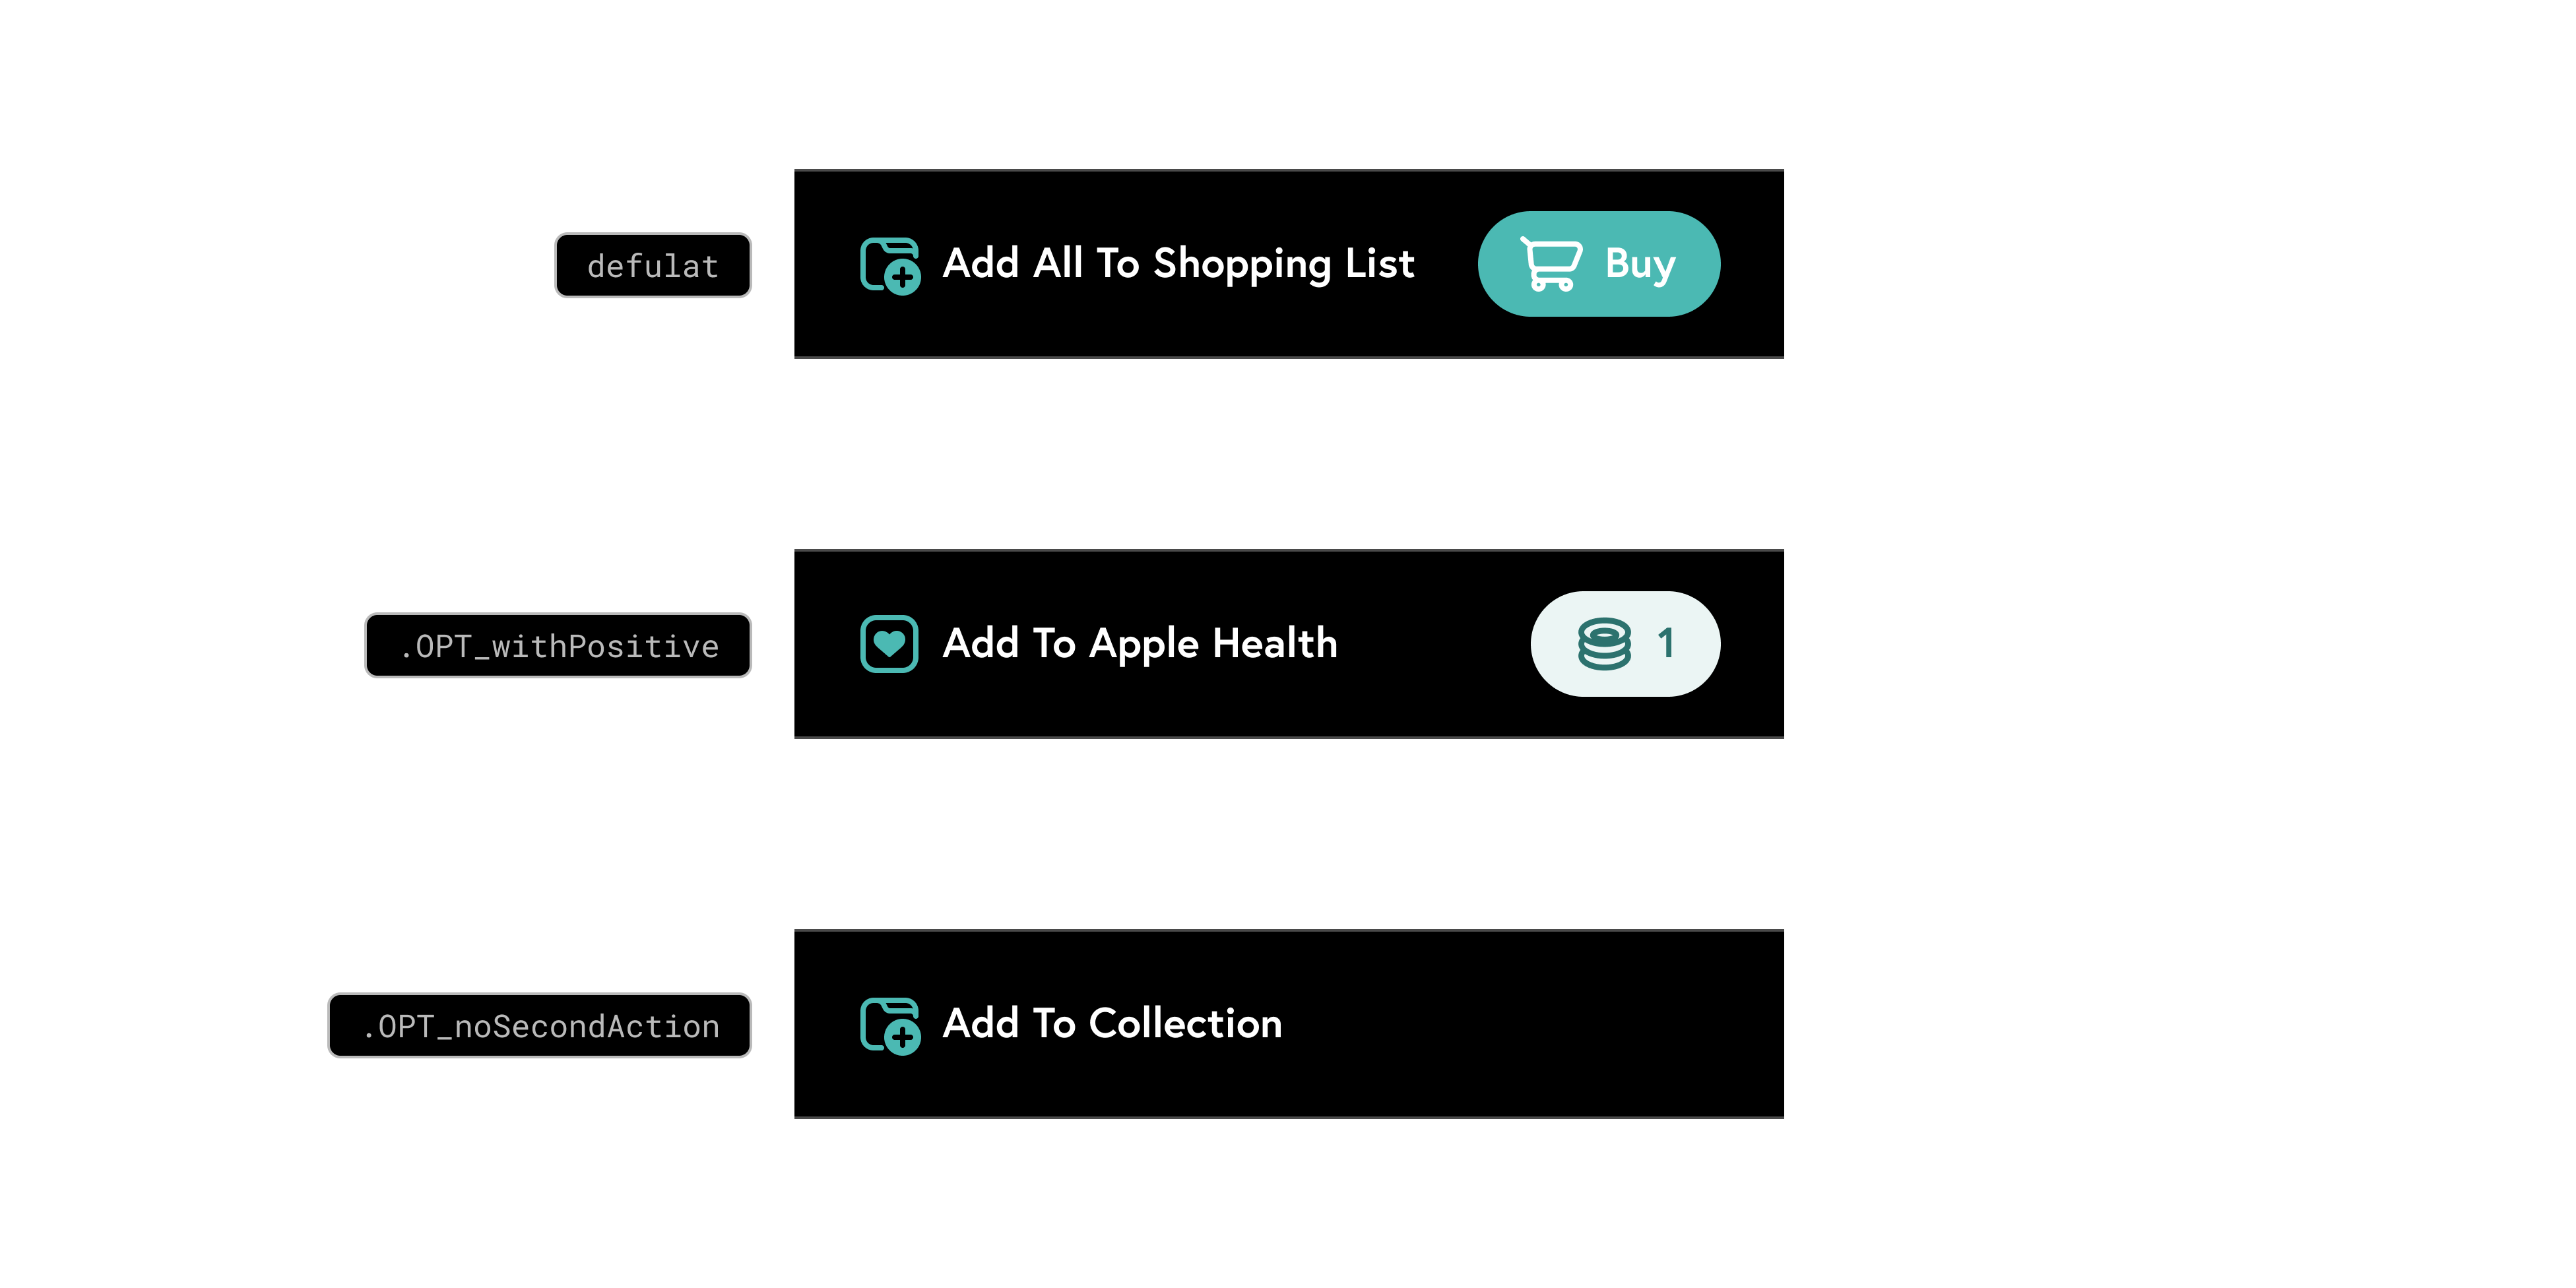 defulat
Add All To Shopping List
Buy
.OPT_withPositive
Add To Apple Health
1
.OPT_noSecondAction
Add To Collection